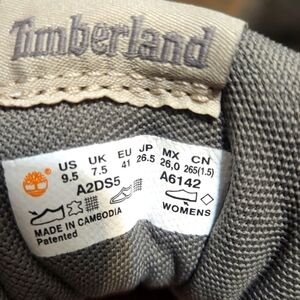 Timberland
US UK EU JP MX CN
9.5 7.5 41 26.5 26,0 265(1.5)
A2DS5 A6142
MADE IN CAMBODIA
Patented
WOMENS